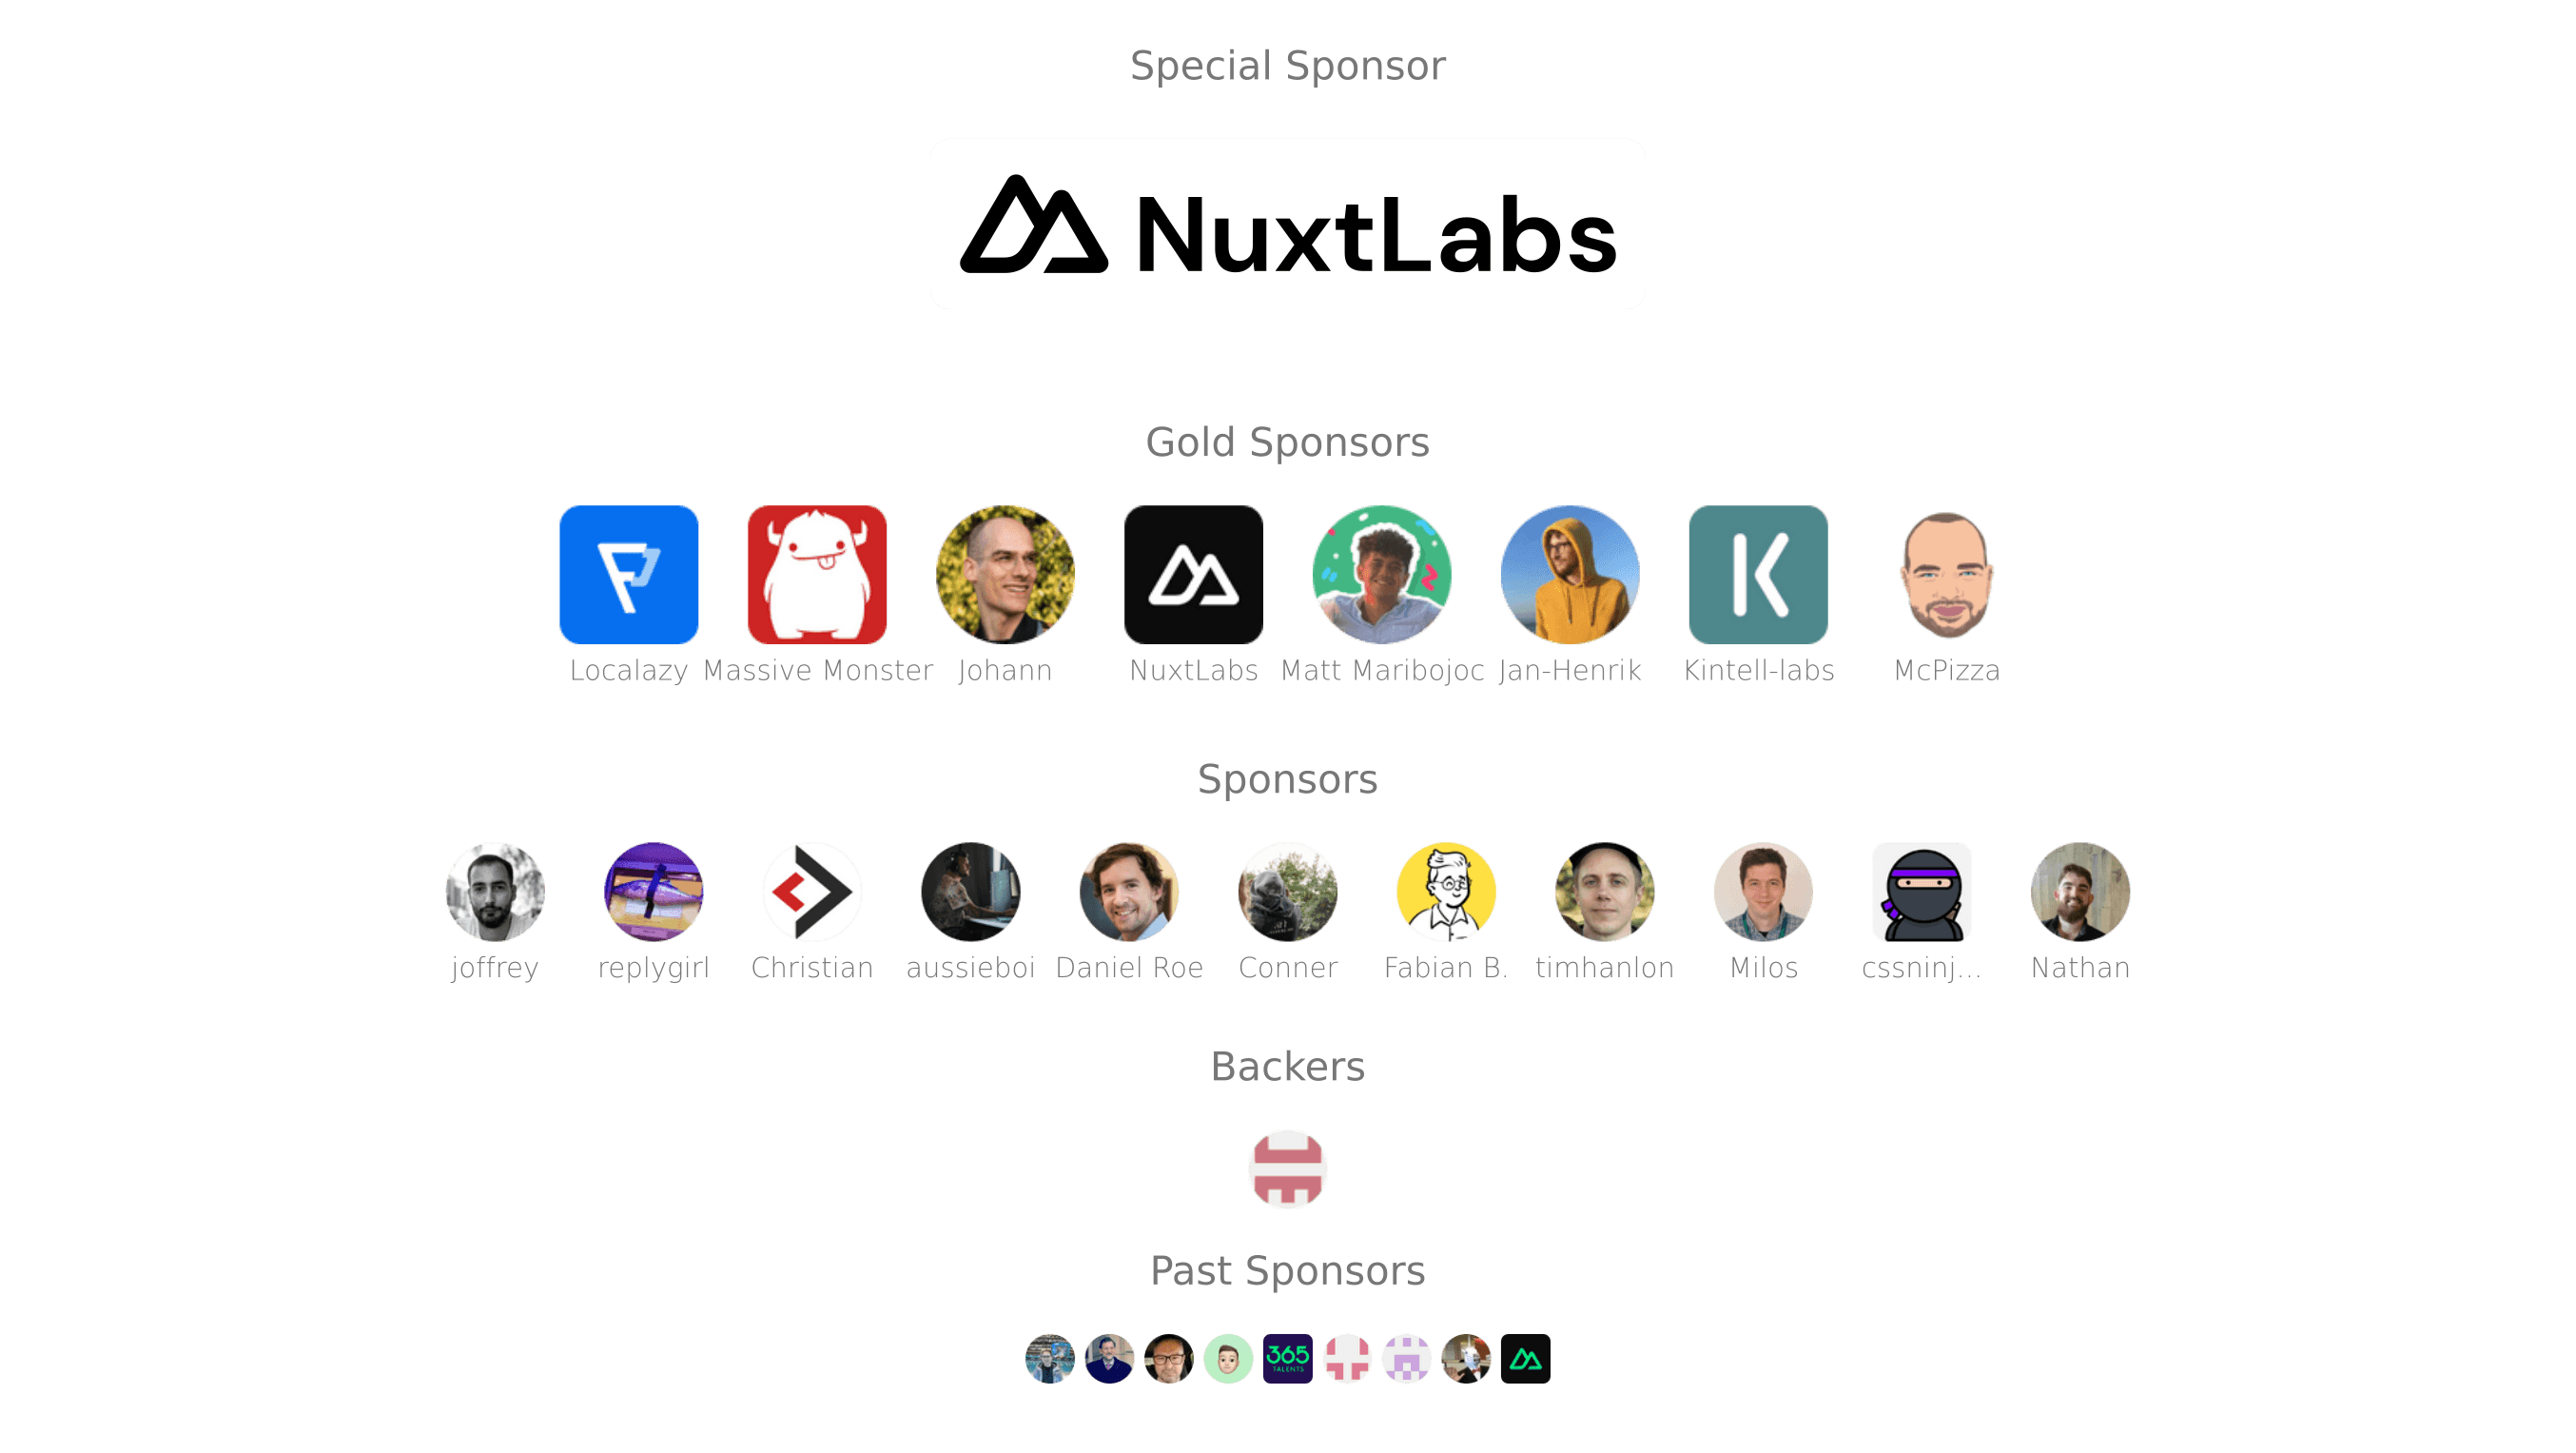 Special Sponsor
NuxtLabs
Gold Sponsors
Localazy Massive Monster Johann NuxtLabs Matt Maribojoc Jan-Henrik Kintell-labs McPizza
Sponsors
joffrey replygirl Christian aussieboi Daniel Roe Conner Fabian B. timhanlon Milos cssninj... Nathan
Backers
Past Sponsors
365
TALENTS